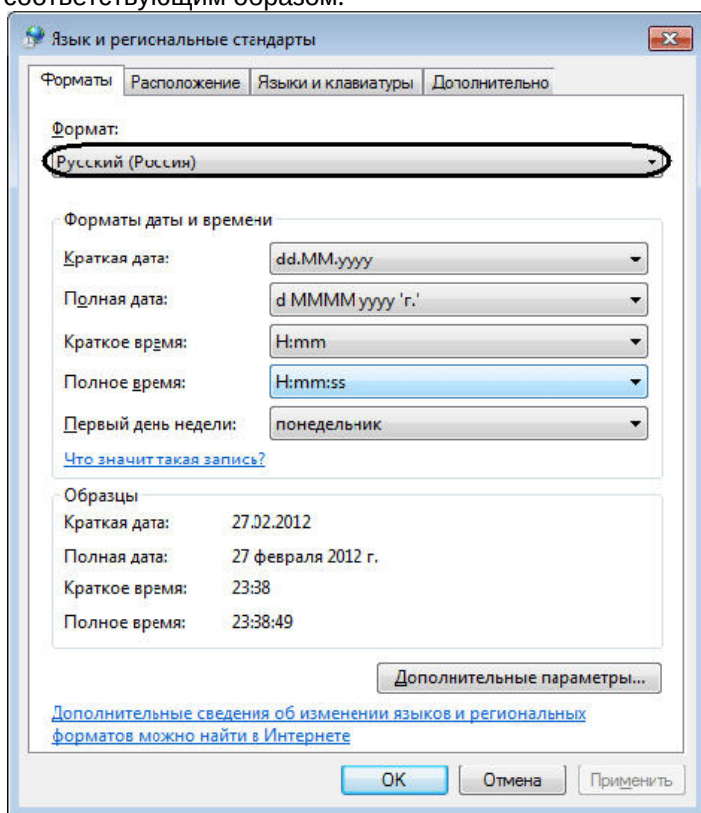 соответствующим образом.
Язык и региональные стандарты
Форматы Расположение Языки и клавиатуры Дополнительно
Формат:
Русский (Россия)
Форматы даты и времени
Краткая дата: dd.MM.yyyy
Полная дата: d MMMM yyyy 'г.'
Краткое время: H:mm
Полное время: H:mm:ss
Первый день недели: понедельник
Что значит такая запись?
Образцы
Краткая дата: 27.02.2012
Полная дата: 27 февраля 2012 г.
Краткое время: 23:38
Полное время: 23:38:49
Дополнительные параметры...
Дополнительные сведения об изменении языков и региональных
форматов можно найти в Интернете
OK Отмена Применить